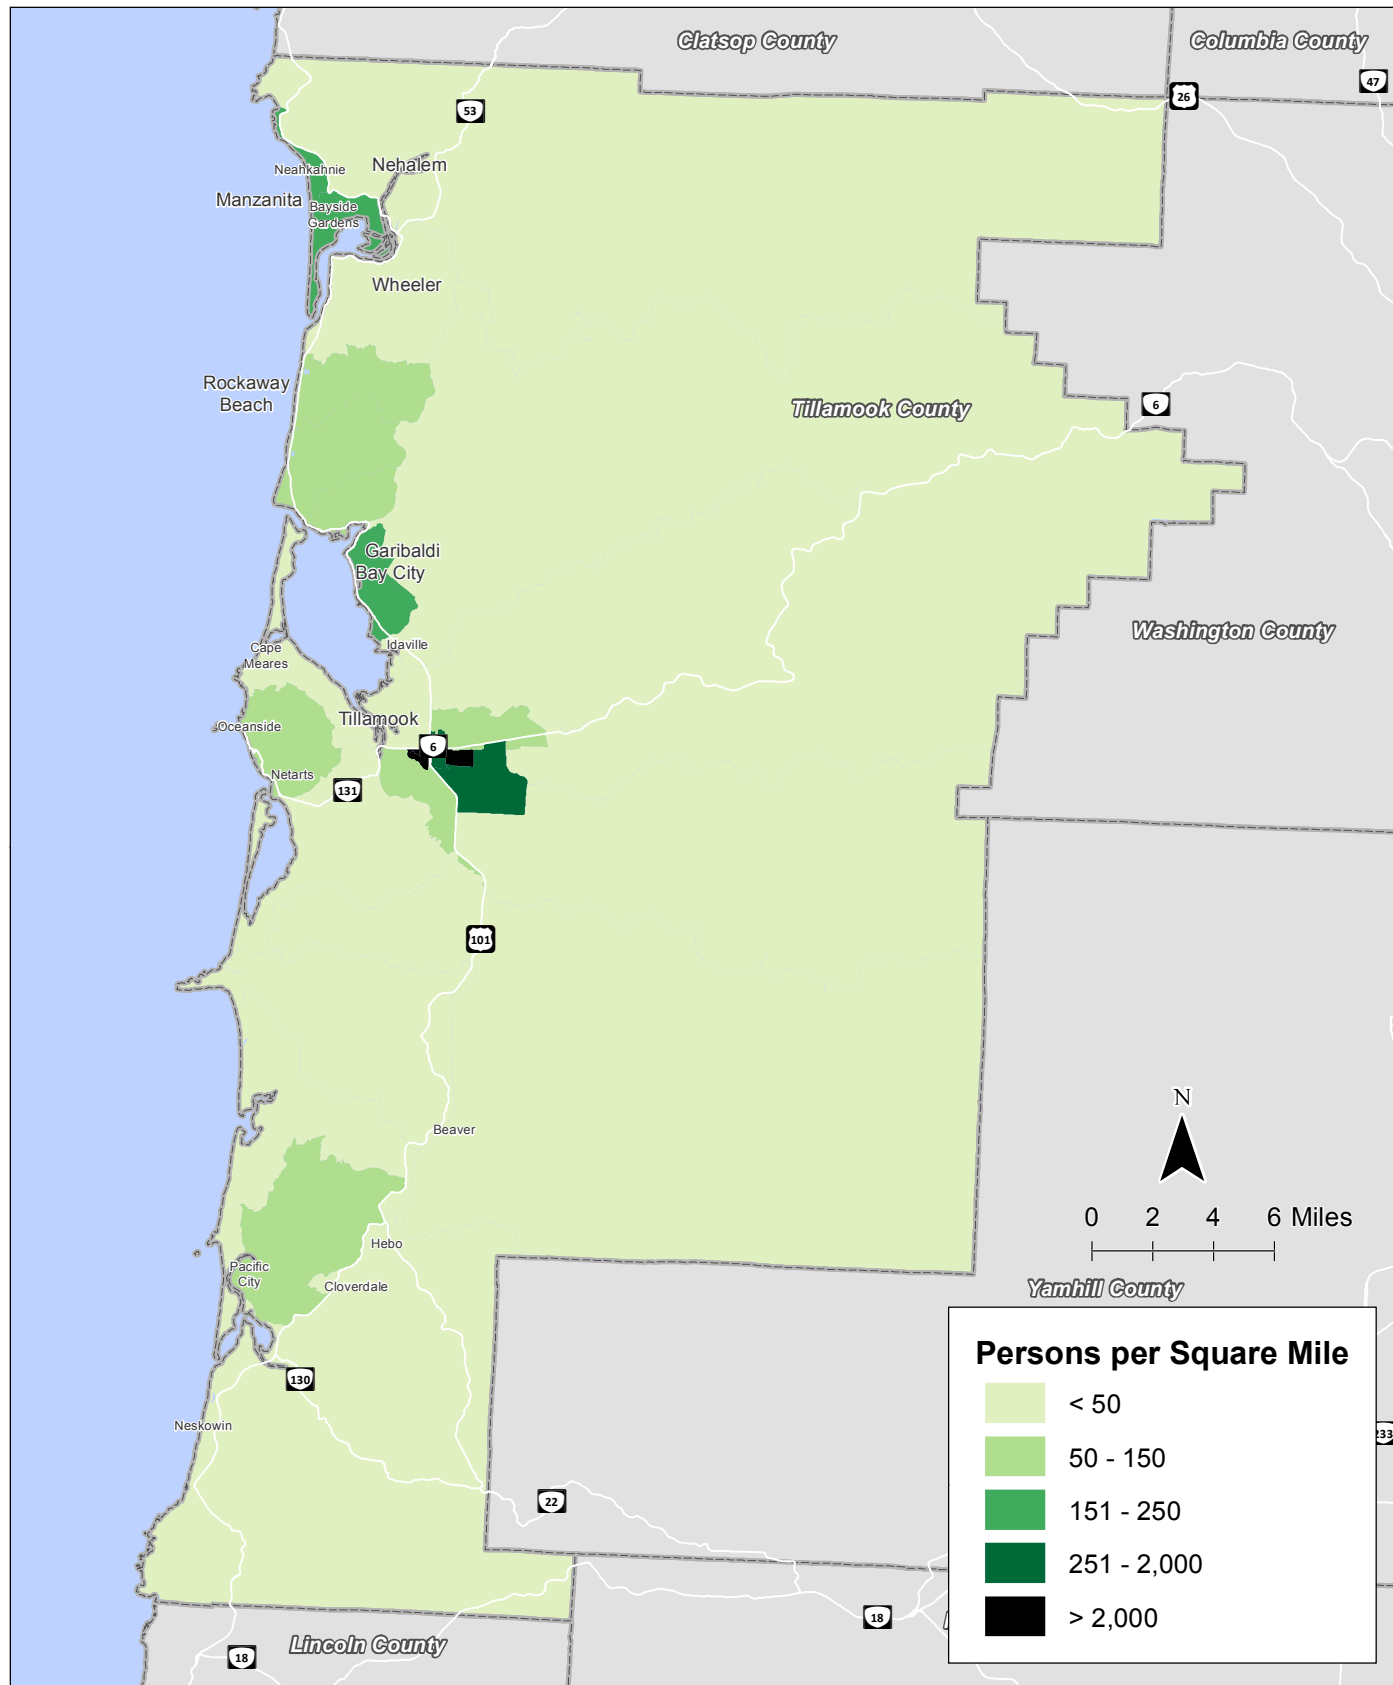 Clatsop County
Columbia County
47
26
53
Neahkahnie
Nehalem
Manzanita
Bayside
Gardens
Wheeler
Rockaway
Beach
Tillamook County
6
Garibaldi
Bay City
Washington County
Idaville
Cape
Meares
Tillamook
Oceanside
6
Netarts
131
101
N
Beaver
0 2 4 6 Miles
Hebo
Pacific
City
Cloverdale
Yamhill County
Persons per Square Mile
< 50
50 - 150
151 - 250
251 - 2,000
> 2,000
130
Neskowin
233
22
18
Lincoln County
18